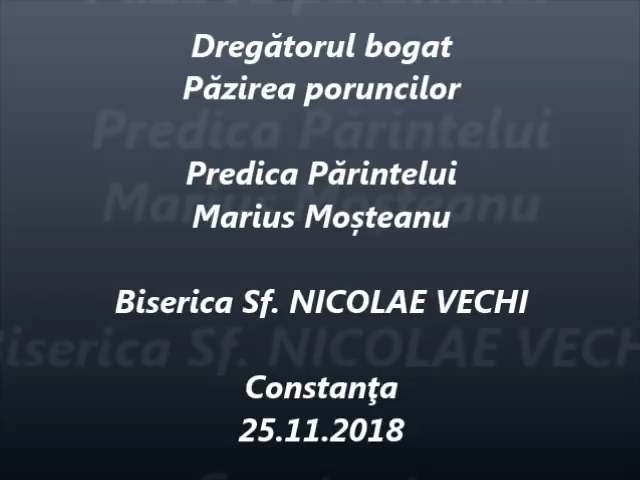 Dregătorul bogat
Păzirea poruncilor
Predica Părintelui
Marius Moșteanu
Biserica Sf. NICOLAE VECHI
Constanţa
25.11.2018